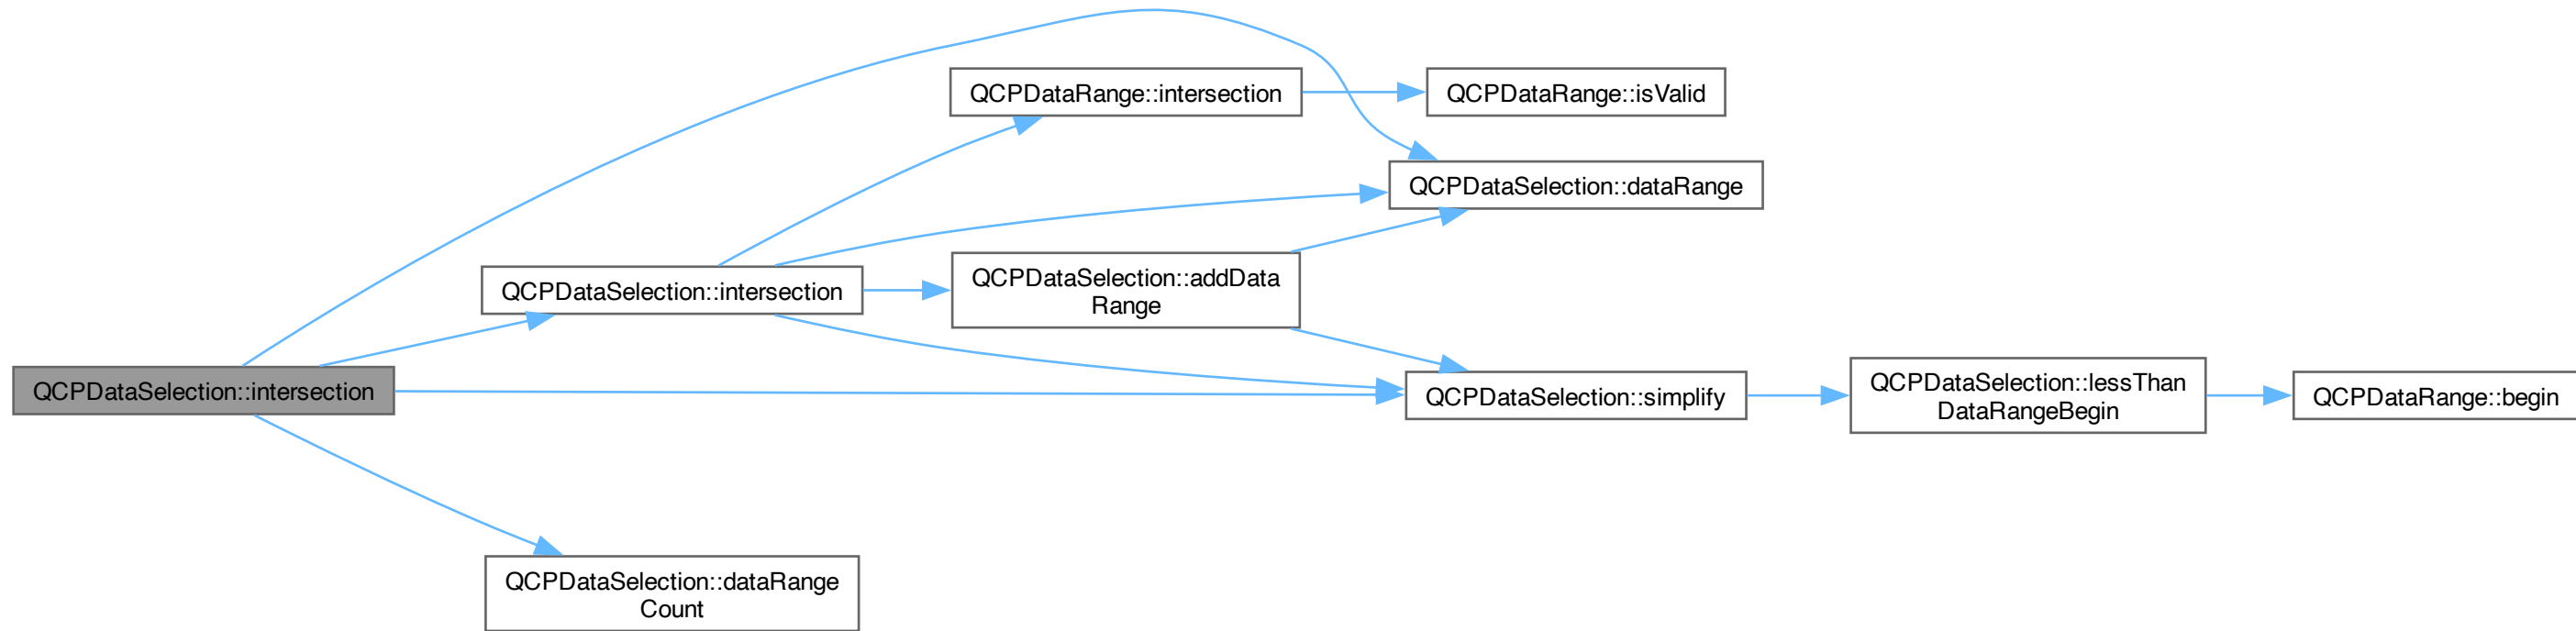 QCPDataRange::intersection
QCPDataRange::isValid
QCPDataSelection::dataRange
QCPDataSelection::intersection
QCPDataSelection::addData
Range
QCPDataSelection::intersection
QCPDataSelection::simplify
QCPDataSelection::lessThan
DataRangeBegin
QCPDataRange::begin
QCPDataSelection::dataRange
Count